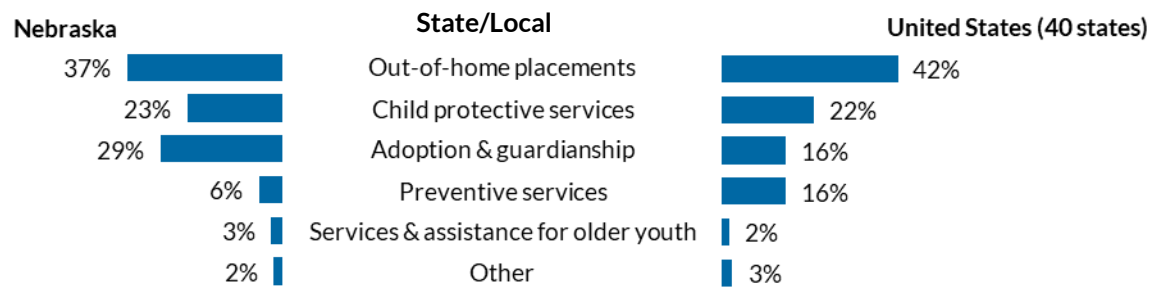 Nebraska State/Local United States (40 states)
37% Out-of-home placements 42%
23% Child protective services 22%
29% Adoption & guardianship 16%
6% Preventive services 16%
3% Services & assistance for older youth 2%
2% Other 3%